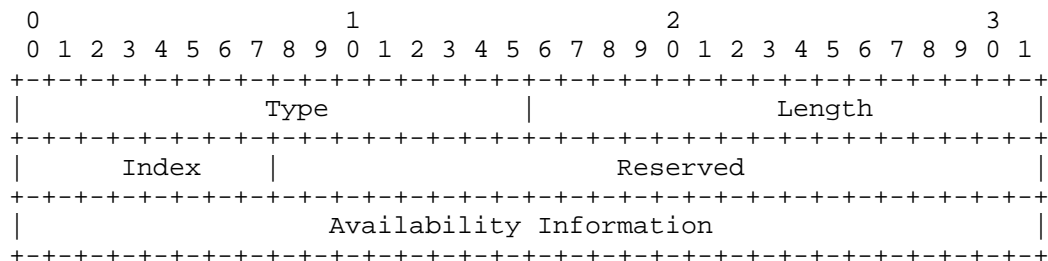 0                   1                   2                   3
0 1 2 3 4 5 6 7 8 9 0 1 2 3 4 5 6 7 8 9 0 1 2 3 4 5 6 7 8 9 0 1
+-+-+-+-+-+-+-+-+-+-+-+-+-+-+-+-+-+-+-+-+-+-+-+-+-+-+-+-+-+-+-+-+
|               Type            |               Length          |
+-+-+-+-+-+-+-+-+-+-+-+-+-+-+-+-+-+-+-+-+-+-+-+-+-+-+-+-+-+-+-+-+
|      Index    |                     Reserved                  |
+-+-+-+-+-+-+-+-+-+-+-+-+-+-+-+-+-+-+-+-+-+-+-+-+-+-+-+-+-+-+-+-+
|                   Availability Information                    |
+-+-+-+-+-+-+-+-+-+-+-+-+-+-+-+-+-+-+-+-+-+-+-+-+-+-+-+-+-+-+-+-+